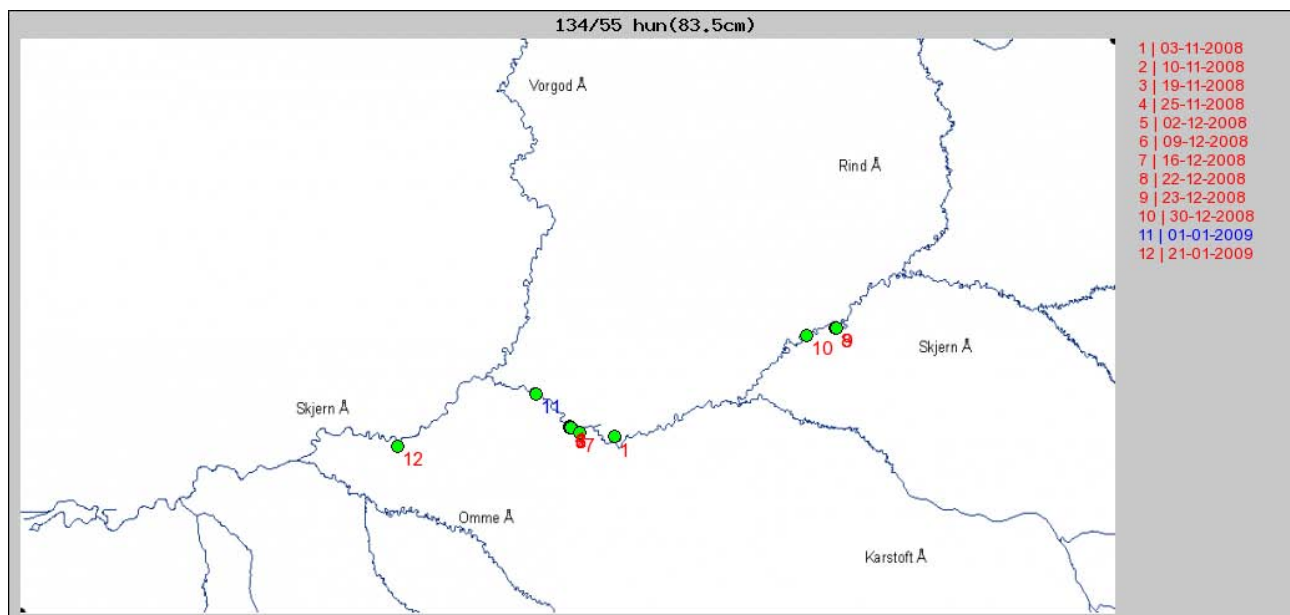 134/55 hun(83.5cm)
Vorgod Å
Rind Å
Skjern Å
Skjern Å
Omme Å
Karstoft Å
10
9
11
7
1
12
1 | 03-11-2008
2 | 10-11-2008
3 | 19-11-2008
4 | 25-11-2008
5 | 02-12-2008
6 | 09-12-2008
7 | 16-12-2008
8 | 22-12-2008
9 | 23-12-2008
10 | 30-12-2008
11 | 01-01-2009
12 | 21-01-2009